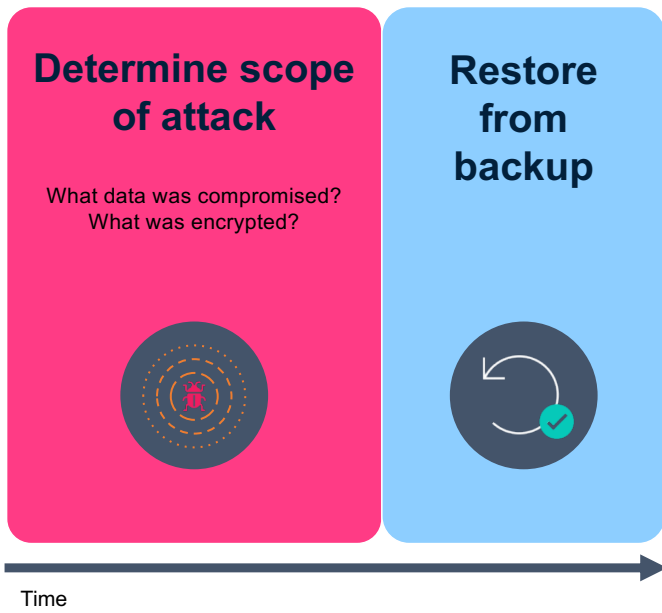 Determine scope
of attack
What data was compromised?
What was encrypted?
Restore
from
backup
Time